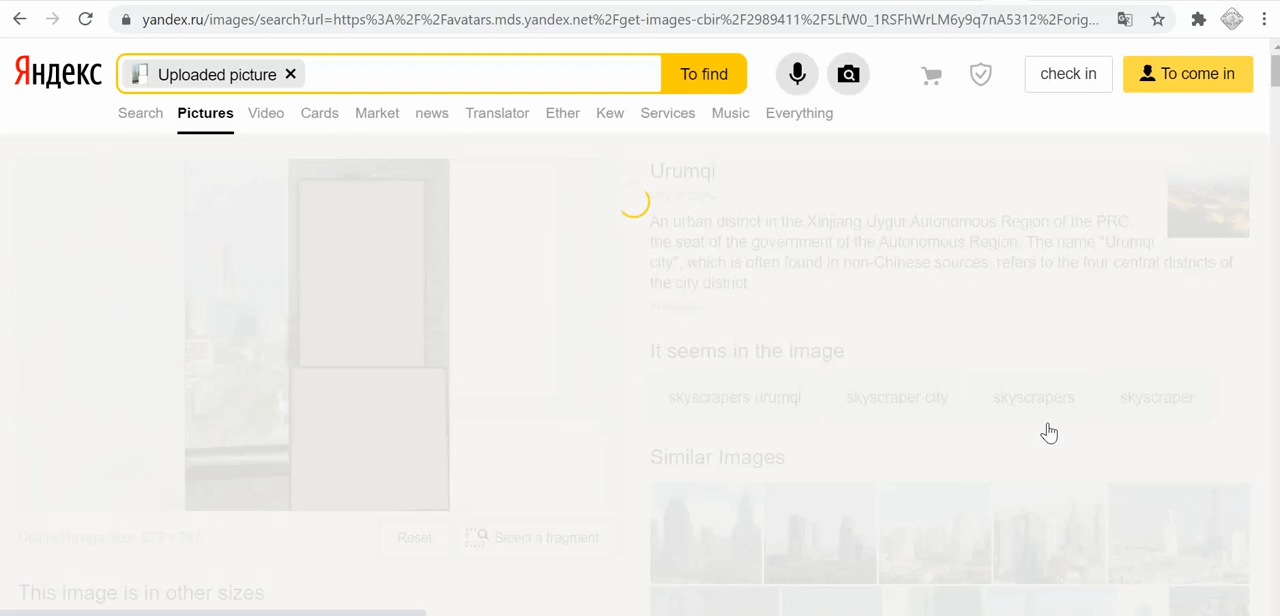 yandex.ru/images/search?url=https%3A%2F%2Favatars.mds.yandex.net%2Fget-images-cbir%2F2989411%2F5LfW0_1RSFhWrLM6y9q7nA5312%2Forig...
Яндекс
Uploaded picture
To find
check in
To come in
Search Pictures Video Cards Market news Translator Ether Kew Services Music Everything
Urumqi
An urban district in the Xinjiang Uygur Autonomous Region of the PRC,
the seat of the government of the Autonomous Region. The name "Urumqi
city", which is often found in non-Chinese sources, refers to the four central districts of
the city district
It seems in the image
skyscrapers urumqi skyscraper city skyscrapers skyscraper
Similar Images
Reset
Select a fragment
This image is in other sizes